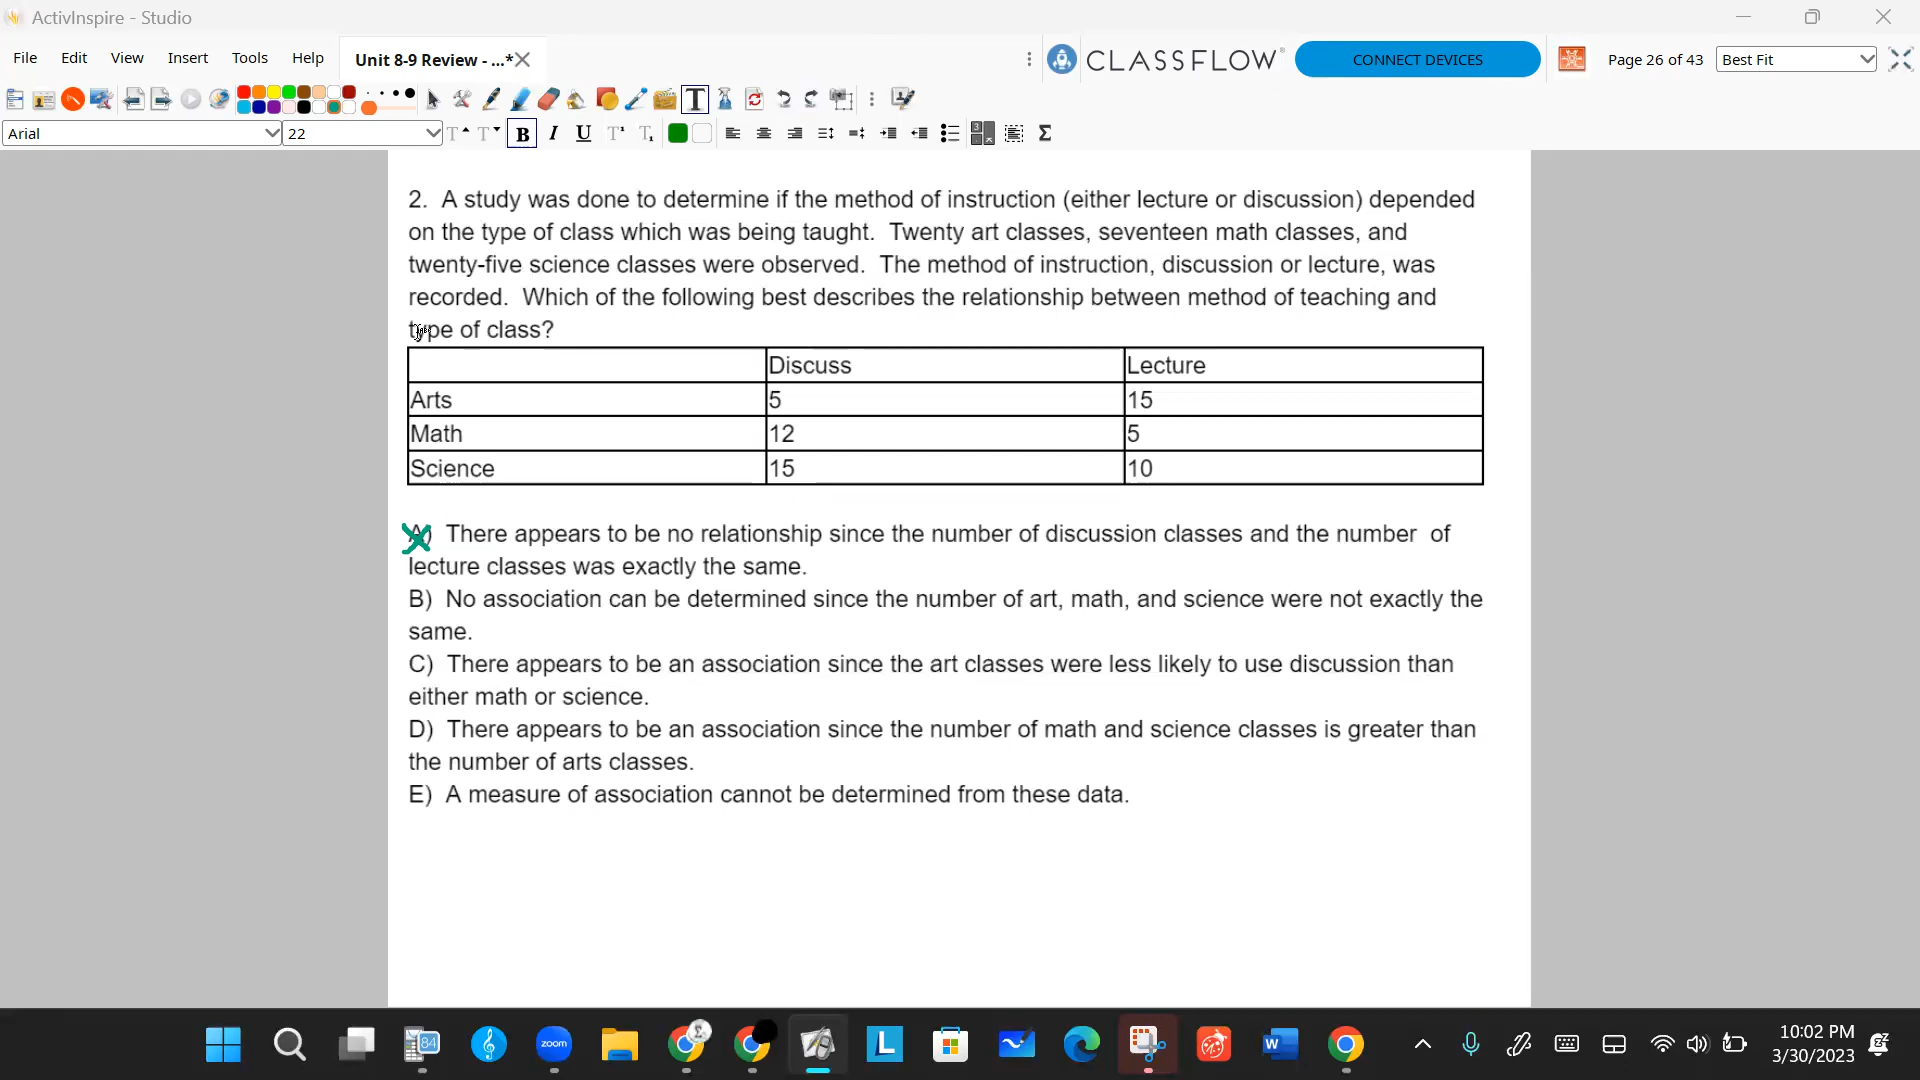 ActivInspire - Studio
File Edit View Insert Tools Help Unit 8-9 Review - ...* CLASSFLOW CONNECT DEVICES Page 26 of 43 Best Fit
Arial 22 B I U
2. A study was done to determine if the method of instruction (either lecture or discussion) depended
on the type of class which was being taught. Twenty art classes, seventeen math classes, and
twenty-five science classes were observed. The method of instruction, discussion or lecture, was
recorded. Which of the following best describes the relationship between method of teaching and
type of class?
Discuss Lecture
Arts 5 15
Math 12 5
Science 15 10
A) There appears to be no relationship since the number of discussion classes and the number of
lecture classes was exactly the same.
B) No association can be determined since the number of art, math, and science were not exactly the
same.
C) There appears to be an association since the art classes were less likely to use discussion than
either math or science.
D) There appears to be an association since the number of math and science classes is greater than
the number of arts classes.
E) A measure of association cannot be determined from these data.
84 zoom L W 10:02 PM
3/30/2023